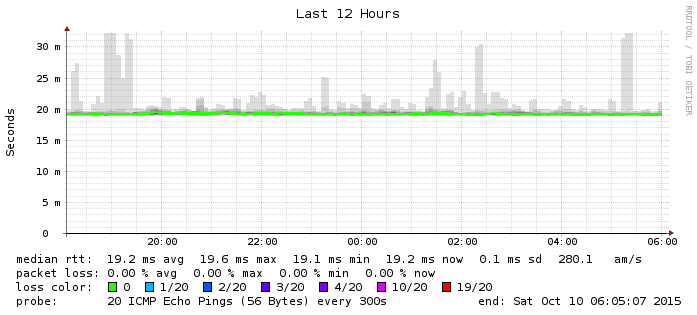 Last 12 Hours
RRDTOOL / TOBI OETIKER
Seconds
30 m
25 m
20 m
15 m
10 m
5 m
0
20:00 22:00 00:00 02:00 04:00 06:00
median rtt: 19.2 ms avg 19.6 ms max 19.1 ms min 19.2 ms now 0.1 ms sd 280.1 am/s
packet loss: 0.00 % avg 0.00 % max 0.00 % min 0.00 % now
loss color: 0 1/20 2/20 3/20 4/20 10/20 19/20
probe: 20 ICMP Echo Pings (56 Bytes) every 300s end: Sat Oct 10 06:05:07 2015